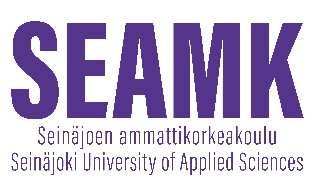 SEAMK
Seinäjoen ammattikorkeakoulu
Seinäjoki University of Applied Sciences